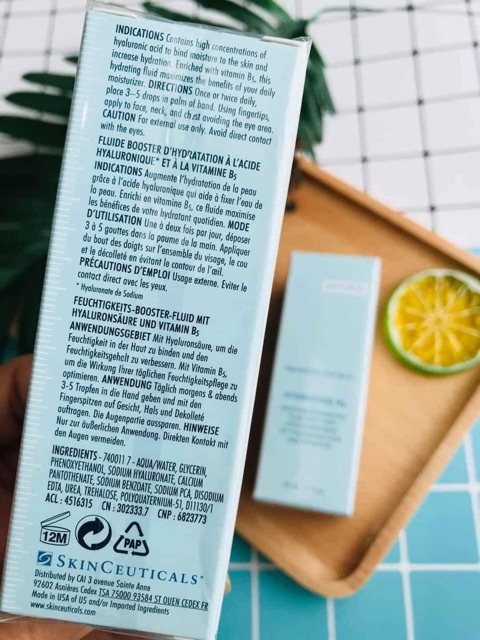 INDICATIONS Contains high concentrations of
hyaluronic acid to bind moisture to the skin and
increase hydration. Enriched with vitamin B5, this
hydrating fluid maximizes the benefits of your daily
moisturizer. DIRECTIONS Once or twice daily,
place 3–5 drops in palm of hand. Using fingertips,
apply to face, neck, and chest avoiding the eye area.
CAUTION For external use only. Avoid direct contact
with the eyes.
FLUIDE BOOSTER D'HYDRATATION À L'ACIDE
HYALURONIQUE* ET À LA VITAMINE B5
INDICATIONS Augmente l'hydratation de la peau
grâce à l'acide hyaluronique qui aide à fixer l'eau de
la peau. Enrichi en vitamine B5, ce fluide maximise
les bénéfices de votre hydratant quotidien. MODE
D'UTILISATION Une à deux fois par jour, déposer
3 à 5 gouttes dans la paume de la main. Appliquer
du bout des doigts sur l'ensemble du visage, le cou
et le décolleté en évitant le contour de l'œil.
PRÉCAUTIONS D'EMPLOI Usage externe. Eviter le
contact direct avec les yeux.
* Hyaluronate de Sodium
FEUCHTIGKEITS-BOOSTER-FLUID MIT
HYALURONSÄURE UND VITAMIN B5
ANWENDUNGSGEBIET Mit Hyaluronsäure, um die
Feuchtigkeit in der Haut zu binden und den
Feuchtigkeitsgehalt zu verbessern. Mit Vitamin B5,
um die Wirkung Ihrer täglichen Feuchtigkeitspflege zu
optimieren. ANWENDUNG Täglich morgens & abends
3-5 Tropfen in die Hand geben und mit den
Fingerspitzen auf Gesicht, Hals und Dekolleté
auftragen. Die Augenpartie aussparen. HINWEISE
Nur zur äußerlichen Anwendung. Direkten Kontakt mit
den Augen vermeiden.
INGREDIENTS - 740011 7 - AQUA/WATER, GLYCERIN,
PHENOXYETHANOL, SODIUM HYALURONATE, CALCIUM
PANTOTHENATE, SODIUM BENZOATE, SODIUM PCA, DISODIUM
EDTA, UREA, TREHALOSE, POLYQUATERNIUM-51, D11130/1
ACL : 4516315 CN : 302333.7 CNP : 6823773
12M
PAP
SKINCEUTICALS
Distributed by CAI 3 avenue Sainte Anne
92602 Asnières Cedex TSA 75000 93584 ST OUEN CEDEX FR
Made in USA of US and/or Imported Ingredients
www.skinceuticals.com